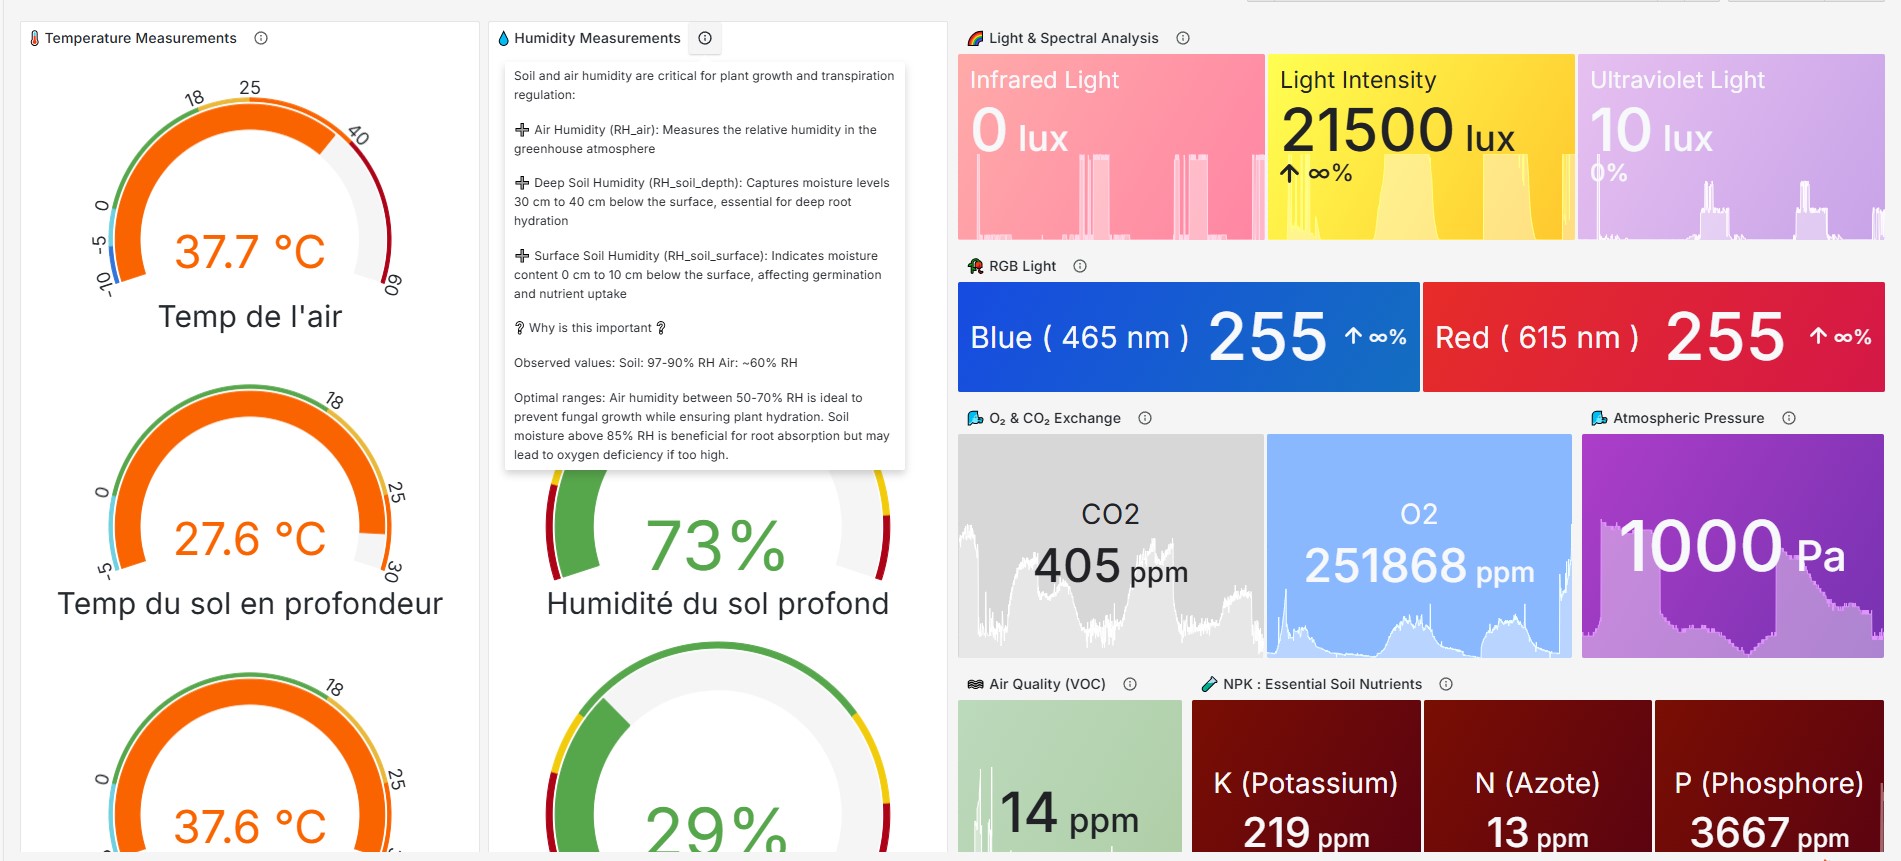 Temperature Measurements
-10
-5
0
18
25
40
60
37.7 °C
Temp de l'air
-5
0
18
25
30
27.6 °C
Temp du sol en profondeur
0
18
25
37.6 °C
Humidity Measurements
Soil and air humidity are critical for plant growth and transpiration
regulation:
➕ Air Humidity (RH_air): Measures the relative humidity in the
greenhouse atmosphere
➕ Deep Soil Humidity (RH_soil_depth): Captures moisture levels
30 cm to 40 cm below the surface, essential for deep root
hydration
➕ Surface Soil Humidity (RH_soil_surface): Indicates moisture
content 0 cm to 10 cm below the surface, affecting germination
and nutrient uptake
❓ Why is this important ❓
Observed values: Soil: 97-90% RH Air: ~60% RH
Optimal ranges: Air humidity between 50-70% RH is ideal to
prevent fungal growth while ensuring plant hydration. Soil
moisture above 85% RH is beneficial for root absorption but may
lead to oxygen deficiency if too high.
73%
Humidité du sol profond
29%
Light & Spectral Analysis
Infrared Light
0 lux
Light Intensity
21500 lux
↑ ∞%
Ultraviolet Light
10 lux
0%
RGB Light
Blue ( 465 nm ) 255 ↑ ∞%
Red ( 615 nm ) 255 ↑ ∞%
O₂ & CO₂ Exchange
CO2
405 ppm
O2
251868 ppm
Atmospheric Pressure
1000 Pa
Air Quality (VOC)
14 ppm
NPK : Essential Soil Nutrients
K (Potassium)
219 ppm
N (Azote)
13 ppm
P (Phosphore)
3667 ppm